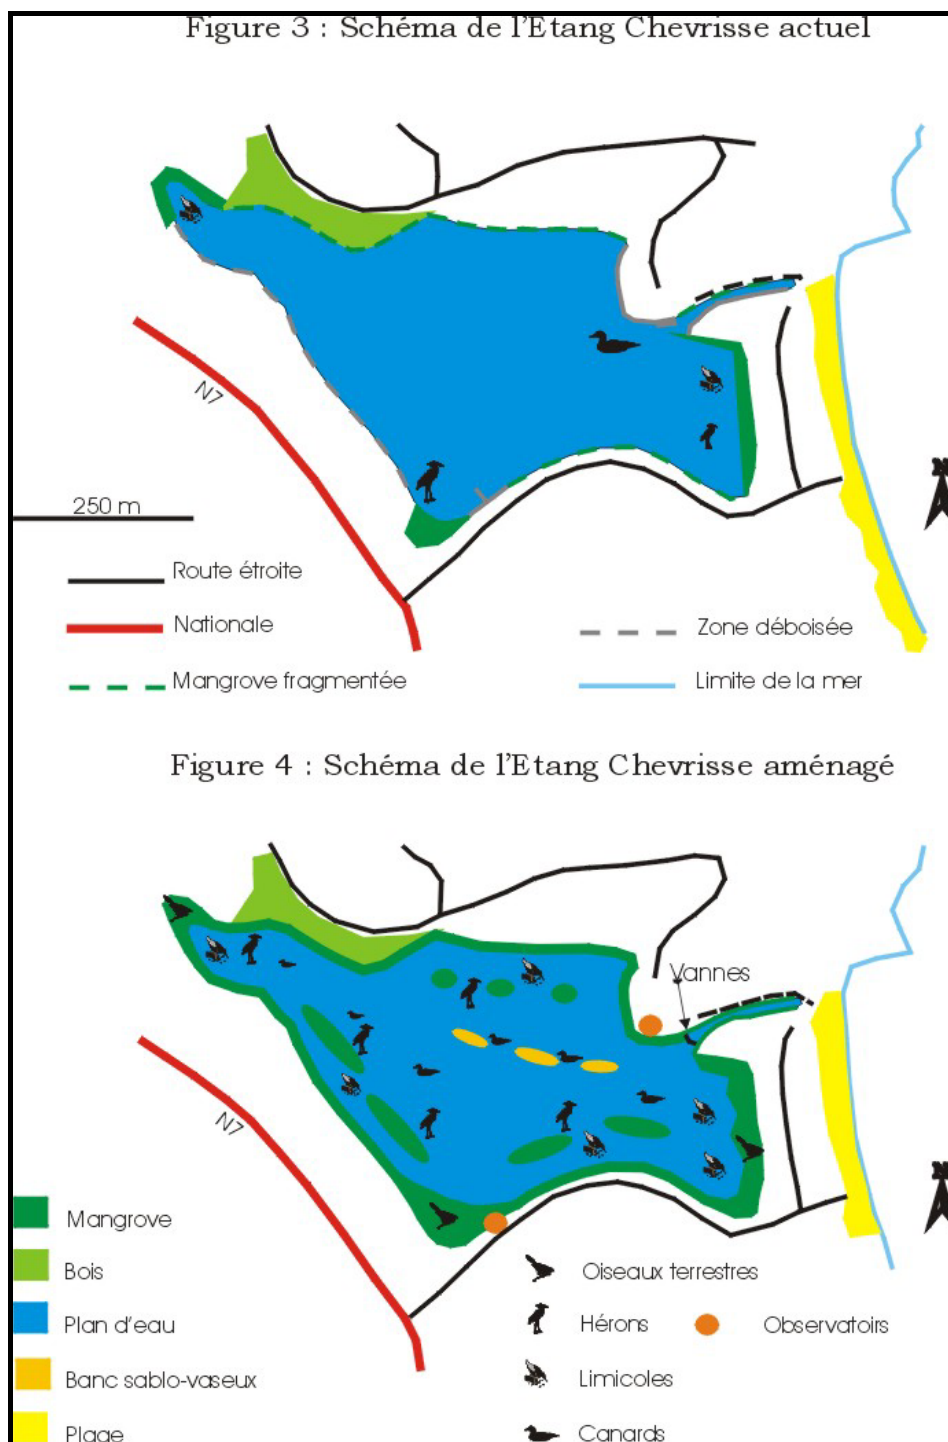 Figure 3 : Schéma de l'Etang Chevrisse actuel
N7
250 m
N
Route étroite
Nationale
Zone déboisée
Mangrove fragmentée
Limite de la mer
Figure 4 : Schéma de l'Etang Chevrisse aménagé
Vannes
N7
N
Mangrove
Bois
Oiseaux terrestres
Plan d'eau
Hérons
Observatoirs
Banc sablo-vaseux
Limicoles
Plage
Canards